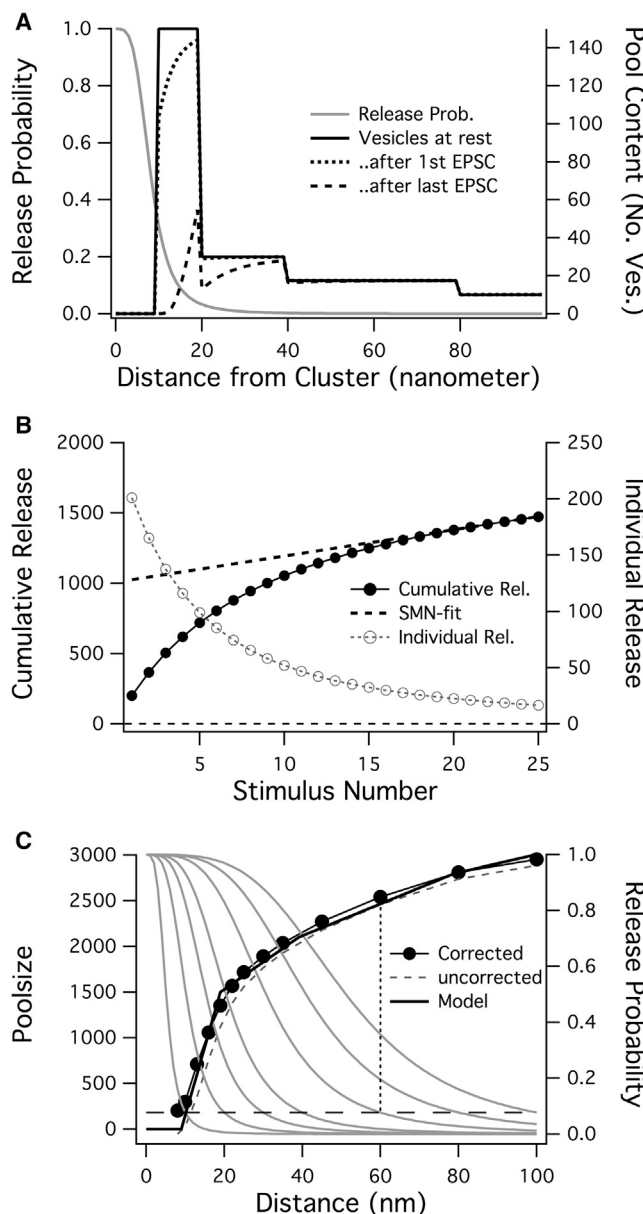 A
Release Probability
1.0
0.8
0.6
0.4
0.2
0.0
Release Prob.
Vesicles at rest
..after 1st EPSC
..after last EPSC
140
120
100
80
60
40
20
0
Pool Content (No. Ves.)
0
20
40
60
80
Distance from Cluster (nanometer)
B
Cumulative Release
2000
1500
1000
500
0
Cumulative Rel.
SMN-fit
Individual Rel.
250
200
150
100
50
0
Individual Release
5
10
15
20
25
Stimulus Number
C
Poolsize
3000
2500
2000
1500
1000
500
0
Corrected
uncorrected
Model
1.0
0.8
0.6
0.4
0.2
0.0
Release Probability
0
20
40
60
80
100
Distance (nm)